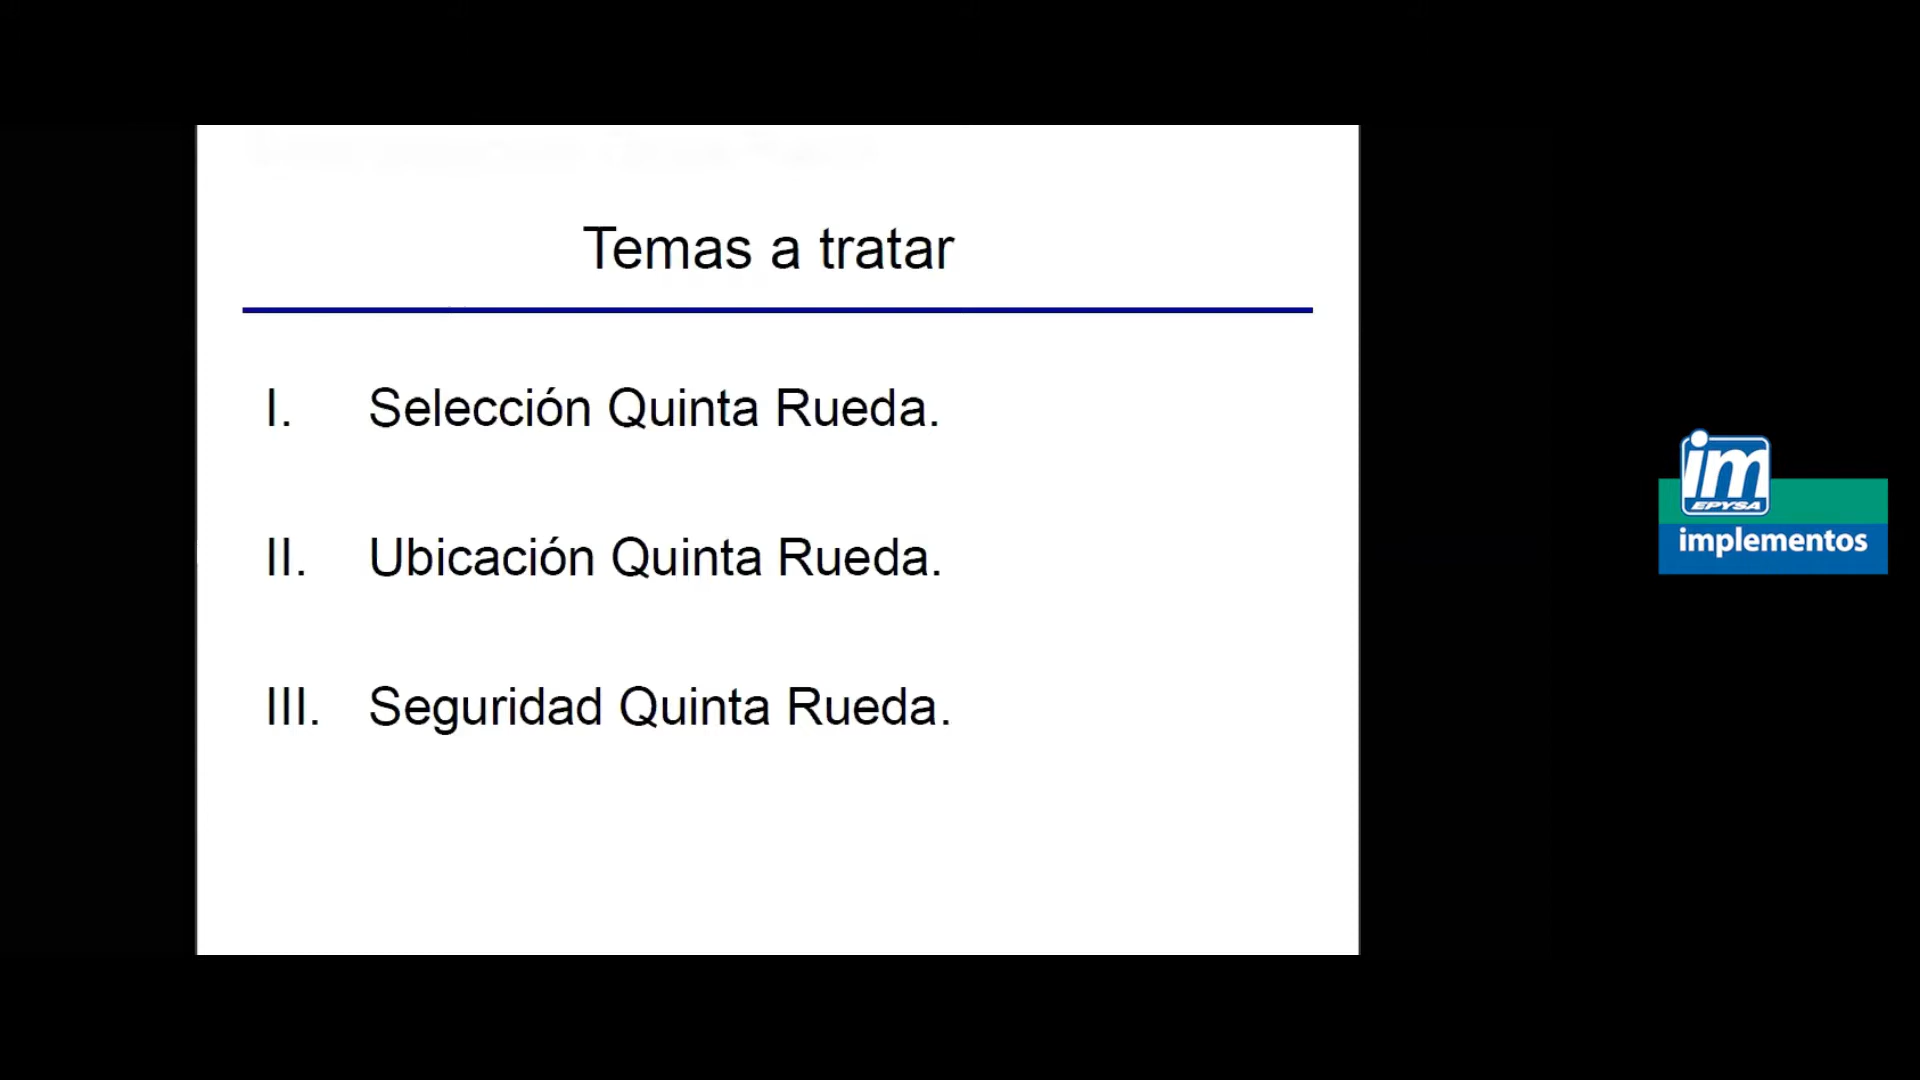 Temas a tratar
I. Selección Quinta Rueda.
II. Ubicación Quinta Rueda.
III. Seguridad Quinta Rueda.
im
EPYSA
implementos